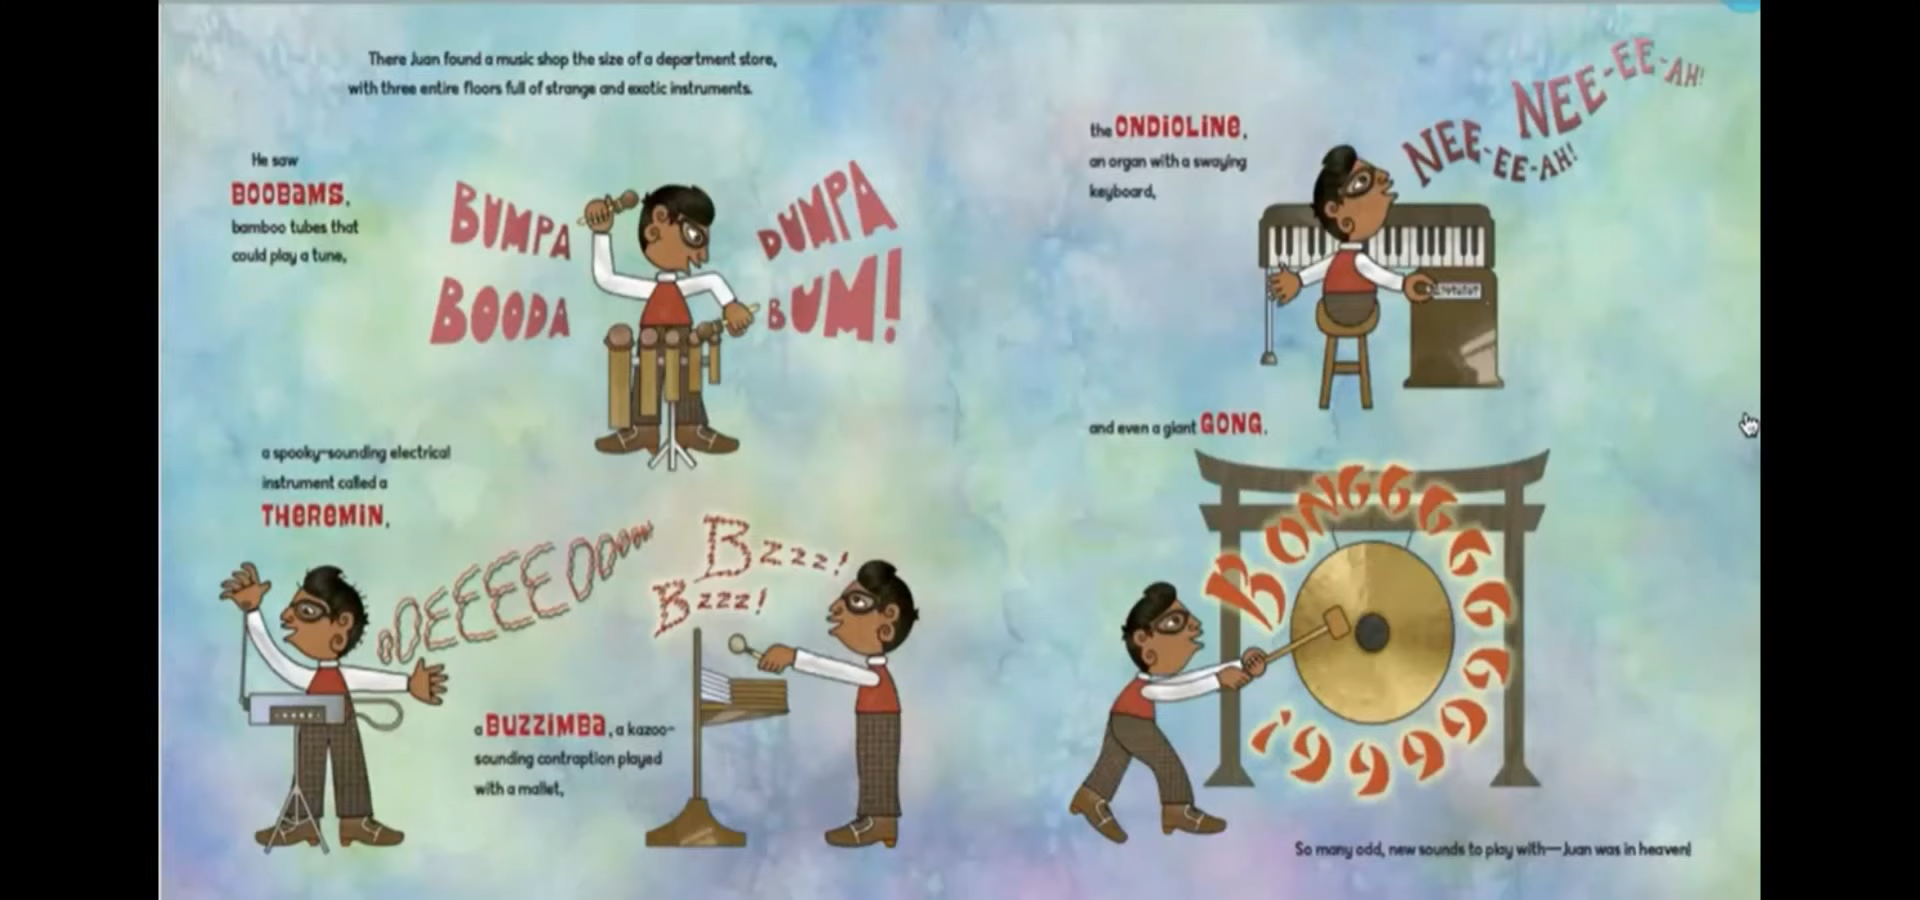 There Juan found a music shop the size of a department store,
with three entire floors full of strange and exotic instruments.
He saw
BOOBaMS,
bamboo tubes that
could play a tune,
BUMPA
BOODA
DUMPA
BUM!
a spooky-sounding electrical
instrument called a
THeReMiN,
OOEEEEOOooooo
Bzzz!
Bzzz!
a BUZZiMBa, a kazoo-
sounding contraption played
with a mallet,
the ONDiOLiNe,
an organ with a swaying
keyboard,
NEE-EE-AH!
NEE-EE-AH!
and even a giant GONG.
BONGGGGGGGGGGG!
So many odd, new sounds to play with—Juan was in heaven!